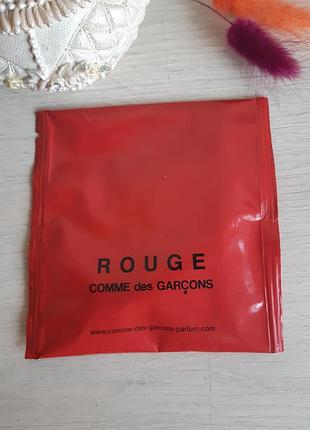 ROUGE
COMME des GARÇONS
www.comme-des-garcons-parfum.com